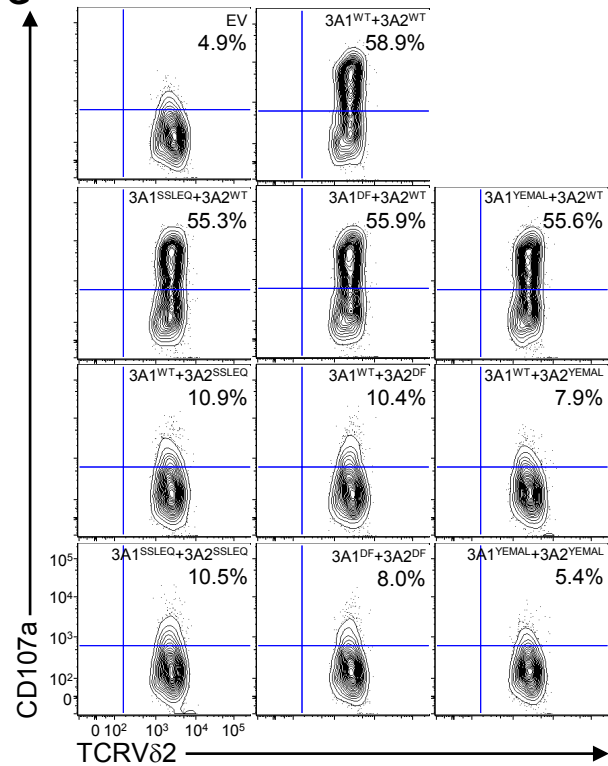 EV
4.9%
3A1WT+3A2WT
58.9%
3A1SSLEQ+3A2WT
55.3%
3A1DF+3A2WT
55.9%
3A1YEMAL+3A2WT
55.6%
3A1WT+3A2SSLEQ
10.9%
3A1WT+3A2DF
10.4%
3A1WT+3A2YEMAL
7.9%
3A1SSLEQ+3A2SSLEQ
10.5%
3A1DF+3A2DF
8.0%
3A1YEMAL+3A2YEMAL
5.4%
10⁵
10⁴
10³
10²
0
0 10² 10³ 10⁴ 10⁵
CD107a
TCRVδ2